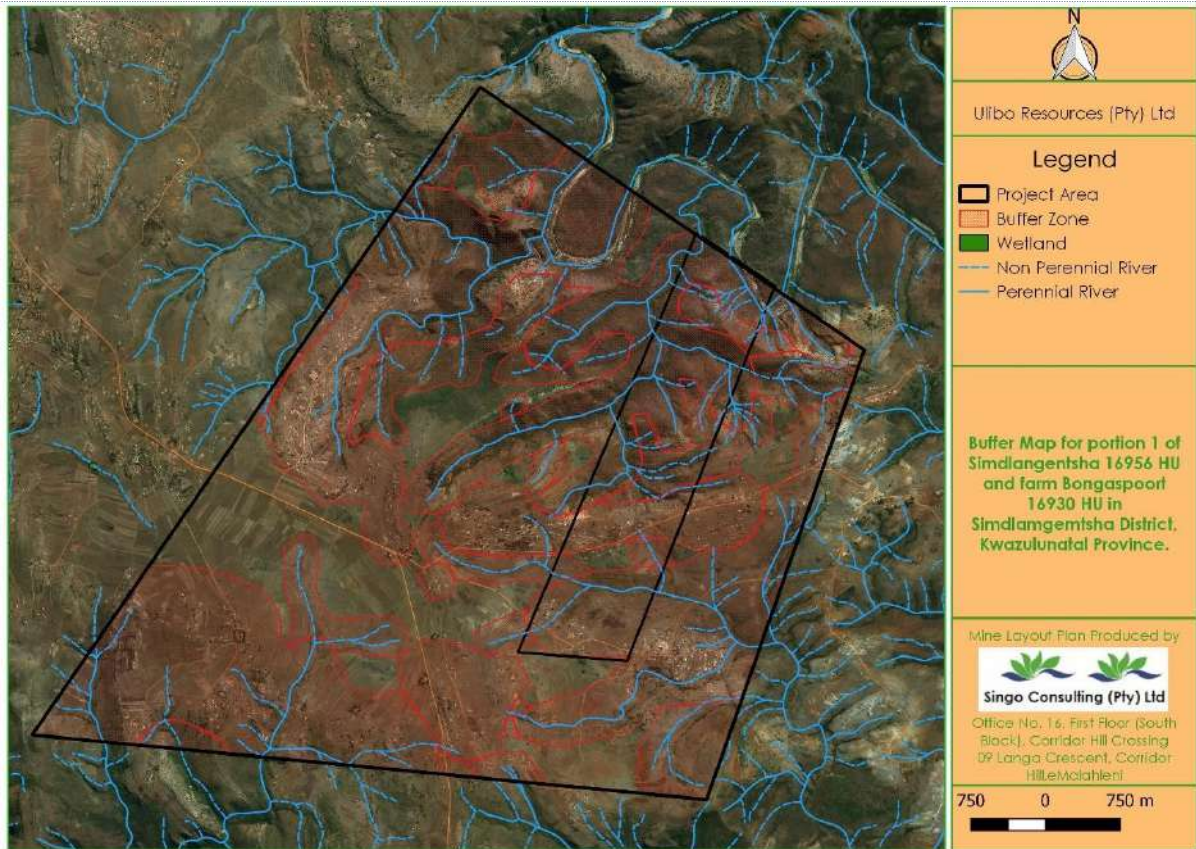 N
Ulibo Resources (Pty) Ltd
Legend
Project Area
Buffer Zone
Wetland
Non Perennial River
Perennial River
Buffer Map for portion 1 of
Simdlangentsha 16956 HU
and farm Bongaspoort
16930 HU in
Simdlamgemtsha District,
Kwazulunatal Province.
Mine Layout Plan Produced by
Singo Consulting (Pty) Ltd
Office No. 16, First Floor (South
Block), Corridor Hill Crossing
09 Langa Crescent, Corridor
Hill,eMalahleni
750 0 750 m